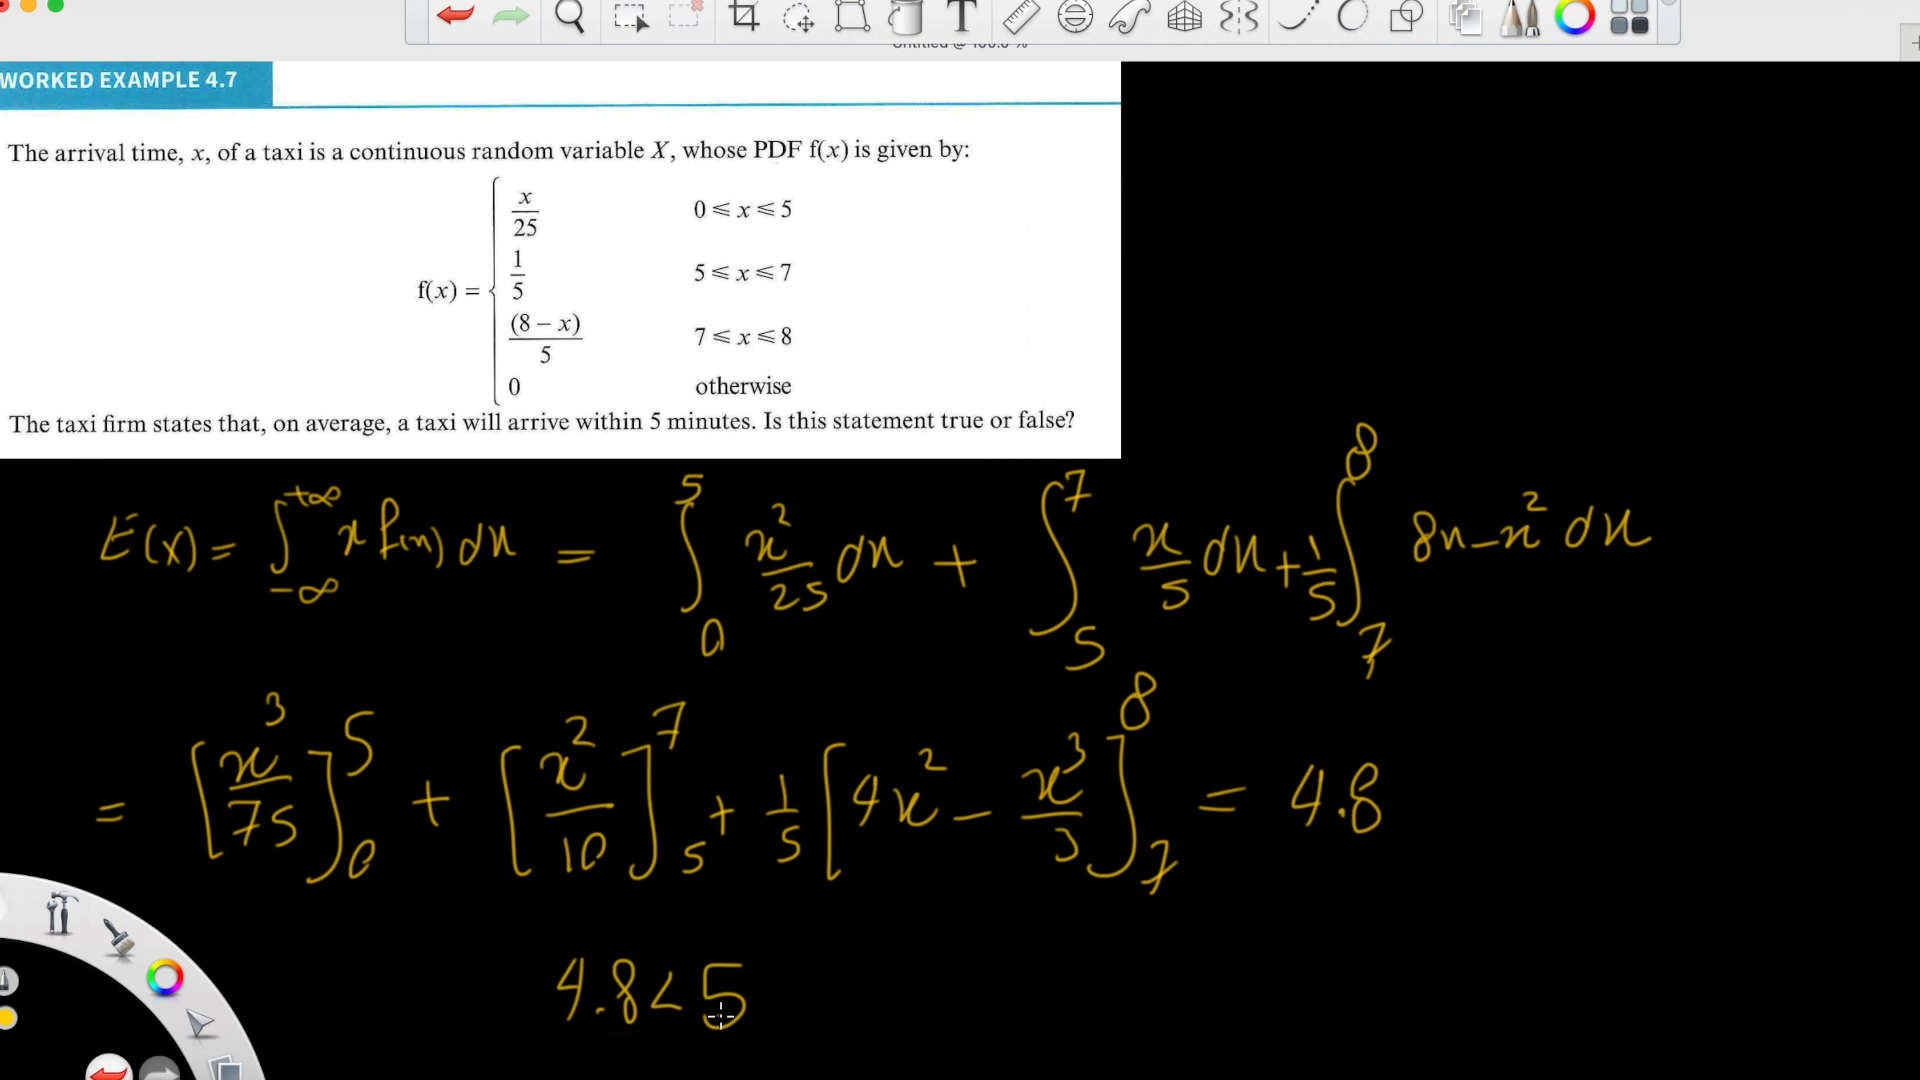 Untitled @ 100.0 %
WORKED EXAMPLE 4.7
The arrival time, x, of a taxi is a continuous random variable X, whose PDF f(x) is given by:
f(x) = { x/25 0 ⩽ x ⩽ 5
1/5 5 ⩽ x ⩽ 7
(8 – x)/5 7 ⩽ x ⩽ 8
0 otherwise
The taxi firm states that, on average, a taxi will arrive within 5 minutes. Is this statement true or false?
E(x) = ∫_{-∞}^{+∞} x f(x) dx = ∫_0^5 x²/25 dx + ∫_5^7 x/5 dx + 1/5 ∫_7^8 8x - x² dx
= [x³/75]_0^5 + [x²/10]_5^7 + 1/5 [4x² - x³/3]_7^8 = 4.8
4.8 < 5